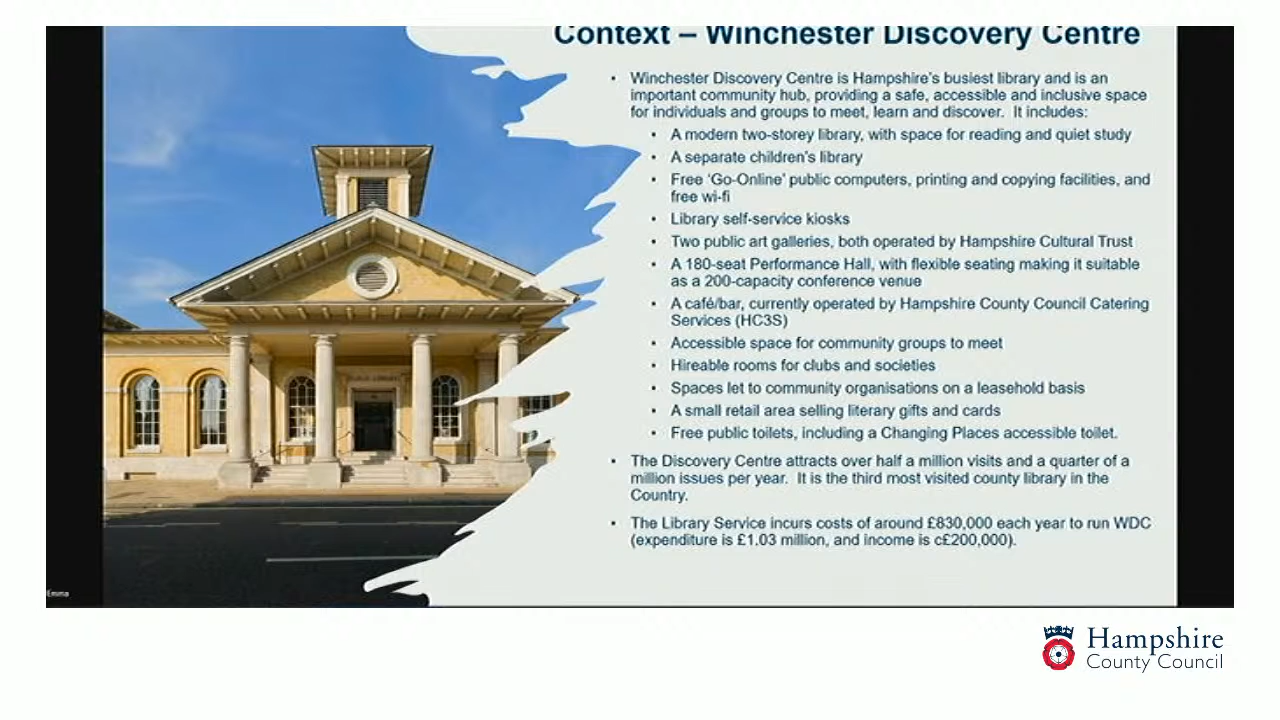 Context – Winchester Discovery Centre
• Winchester Discovery Centre is Hampshire's busiest library and is an
important community hub, providing a safe, accessible and inclusive space
for individuals and groups to meet, learn and discover. It includes:
• A modern two-storey library, with space for reading and quiet study
• A separate children's library
• Free 'Go-Online' public computers, printing and copying facilities, and
free wi-fi
• Library self-service kiosks
• Two public art galleries, both operated by Hampshire Cultural Trust
• A 180-seat Performance Hall, with flexible seating making it suitable
as a 200-capacity conference venue
• A café/bar, currently operated by Hampshire County Council Catering
Services (HC3S)
• Accessible space for community groups to meet
• Hireable rooms for clubs and societies
• Spaces let to community organisations on a leasehold basis
• A small retail area selling literary gifts and cards
• Free public toilets, including a Changing Places accessible toilet.
• The Discovery Centre attracts over half a million visits and a quarter of a
million issues per year. It is the third most visited county library in the
Country.
• The Library Service incurs costs of around £830,000 each year to run WDC
(expenditure is £1.03 million, and income is c£200,000).
PUBLIC LIBRARY
Emma
Hampshire
County Council